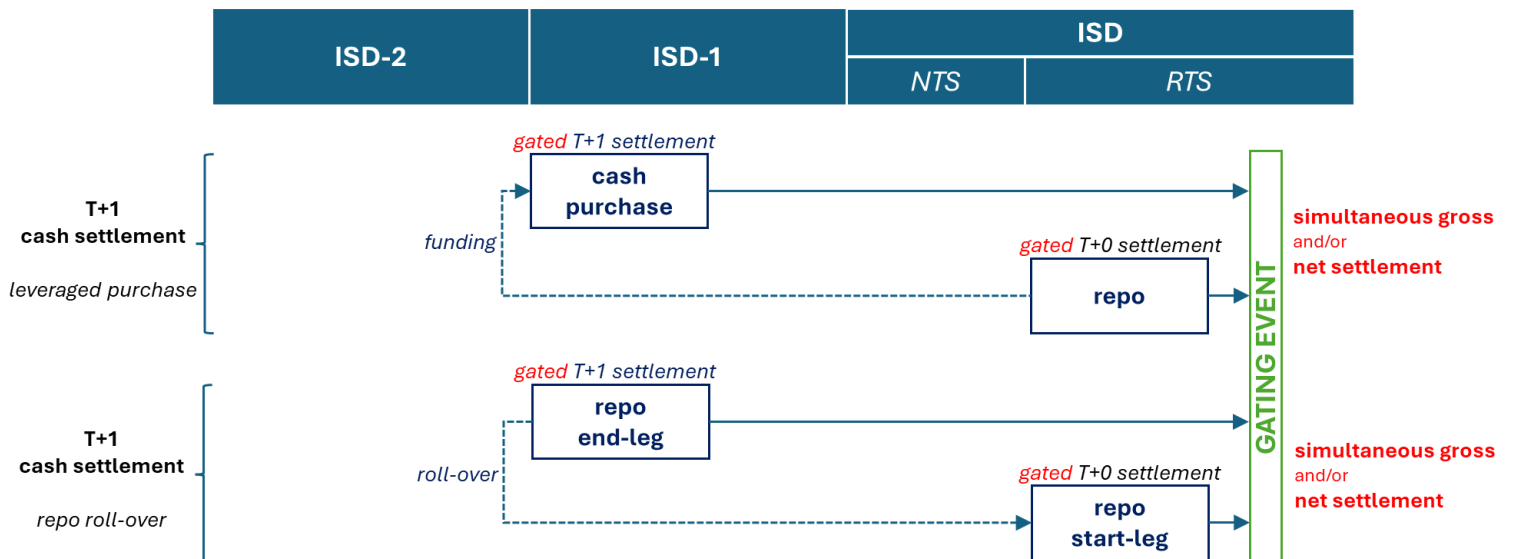 ISD-2
ISD-1
ISD
NTS
RTS
gated T+1 settlement
cash
purchase
T+1
cash settlement
leveraged purchase
funding
gated T+0 settlement
repo
simultaneous gross
and/or
net settlement
GATING EVENT
gated T+1 settlement
repo
end-leg
T+1
cash settlement
repo roll-over
roll-over
gated T+0 settlement
repo
start-leg
simultaneous gross
and/or
net settlement